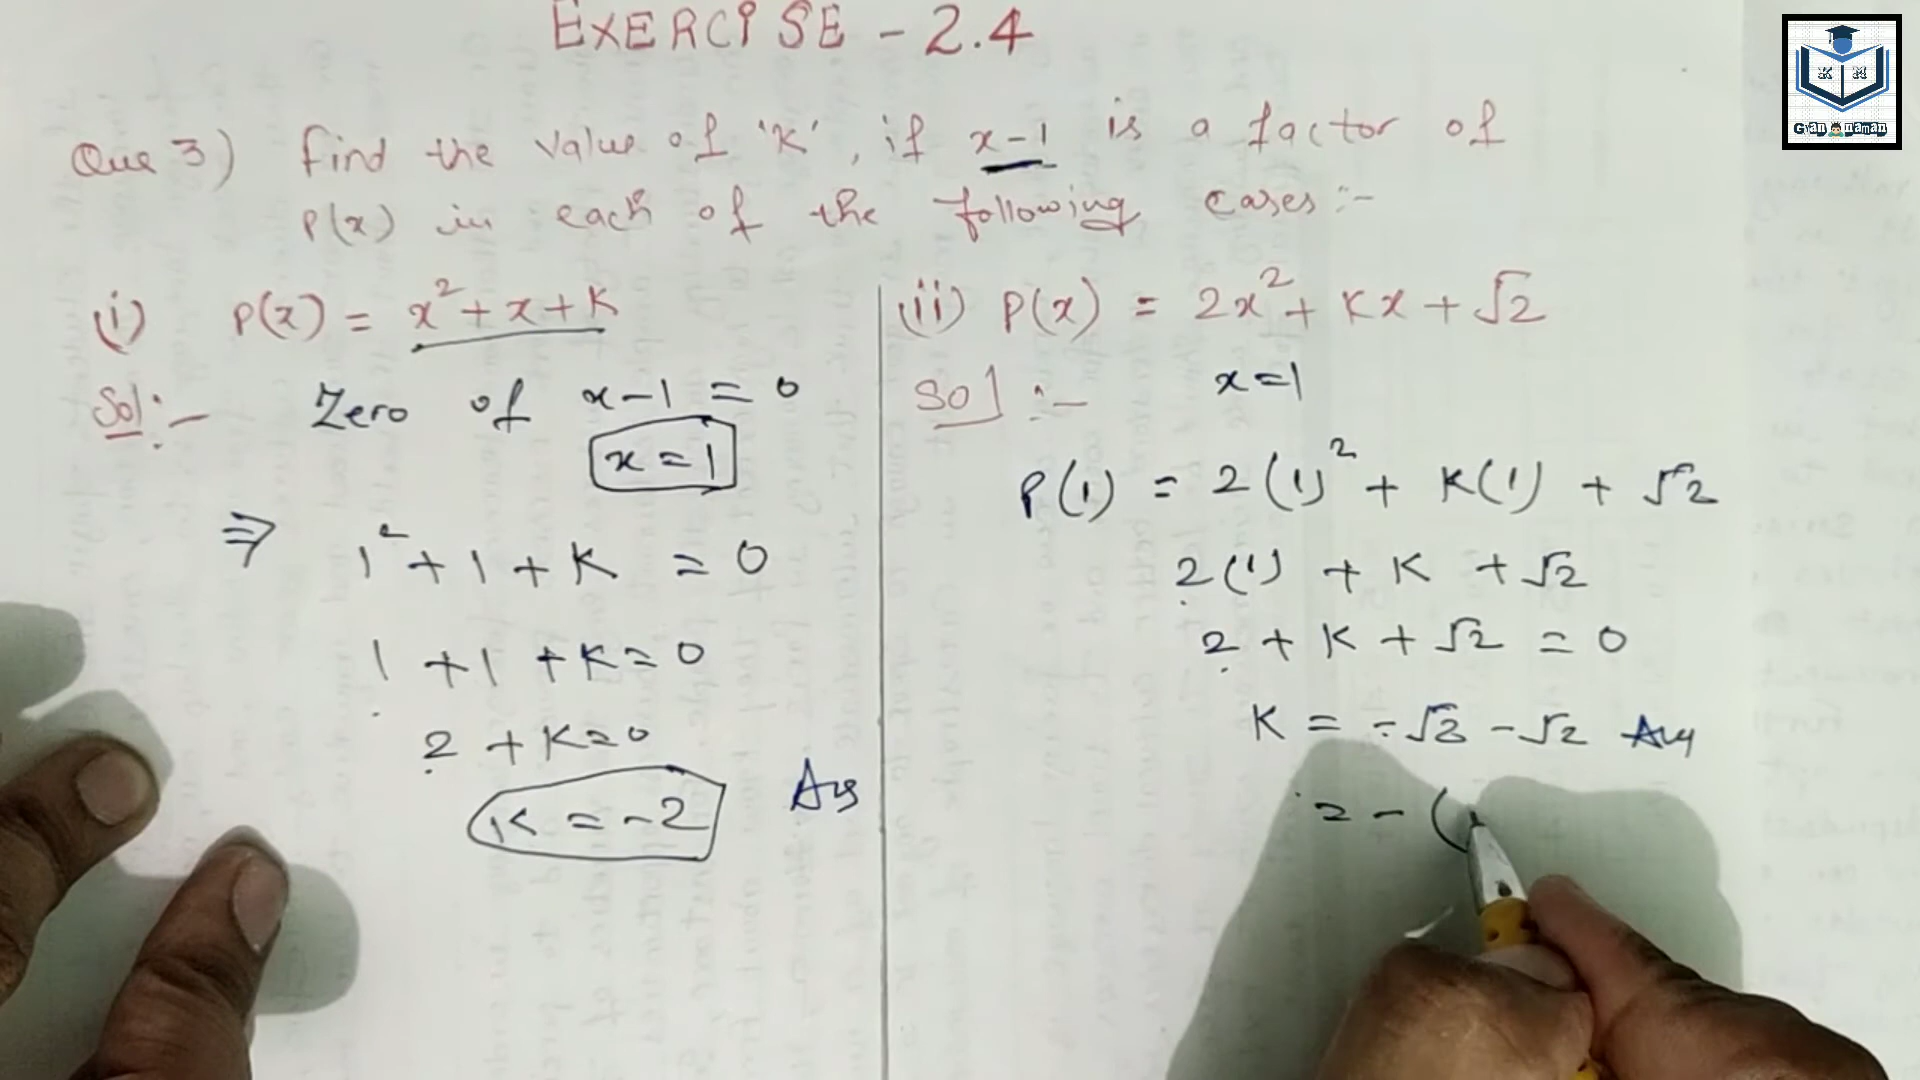 EXERCISE - 2.4
Que 3) Find the value of 'K', if x-1 is a factor of
P(x) in each of the following cases :-
(i) P(x) = x² + x + K
Sol :- Zero of x-1 = 0
x = 1
⇒ 1² + 1 + K = 0
1 + 1 + K = 0
2 + K = 0
K = -2 Ans
(ii) P(x) = 2x² + Kx + √2
Sol :- x = 1
P(1) = 2(1)² + K(1) + √2
2(1) + K + √2
2 + K + √2 = 0
K = -√2 - √2 Ans
= - (
K M
Gyan naman